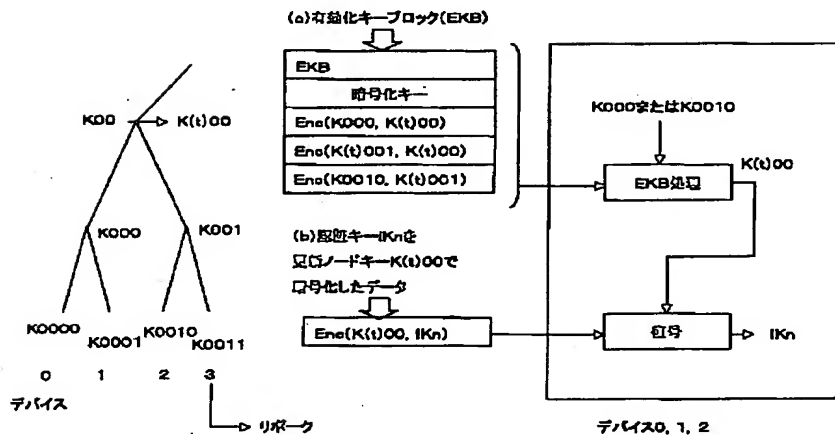 (a)有効化キーブロック(EKB)
EKB
暗号化キー
Enc(K000, K(t)00)
Enc(K(t)001, K(t)00)
Enc(K0010, K(t)001)
K00
K(t)00
K000
K001
K0000
K0001
K0010
K0011
0
1
2
3
デバイス
リボーク
(b)認証キーIKnを
更新ノードキーK(t)00で
暗号化したデータ
Enc(K(t)00, IKn)
K000またはK0010
EKB処理
K(t)00
復号
IKn
デバイス0, 1, 2